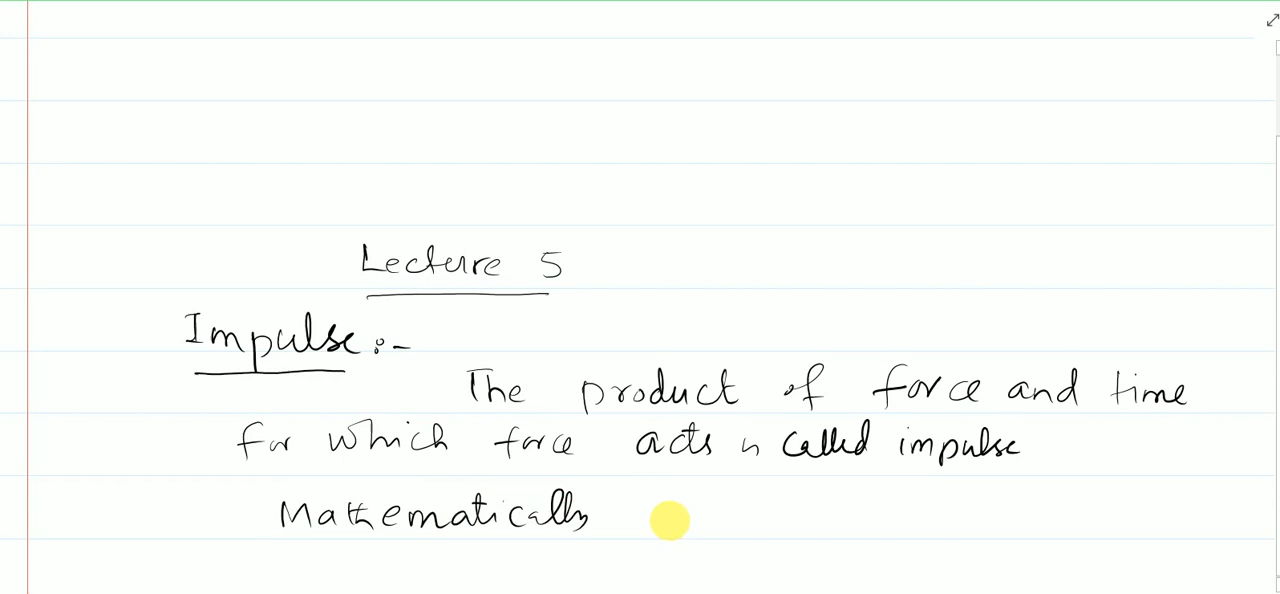 Lecture 5
Impulse :-
The product of force and time
for which force acts is called impulse
Mathematically